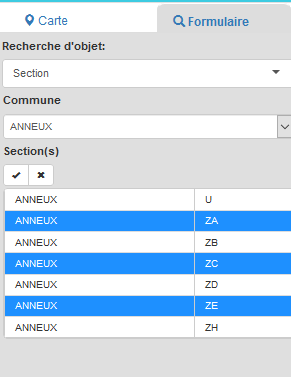 Carte
Formulaire
Recherche d'objet:
Section
Commune
ANNEUX
Section(s)
ANNEUX U
ANNEUX ZA
ANNEUX ZB
ANNEUX ZC
ANNEUX ZD
ANNEUX ZE
ANNEUX ZH